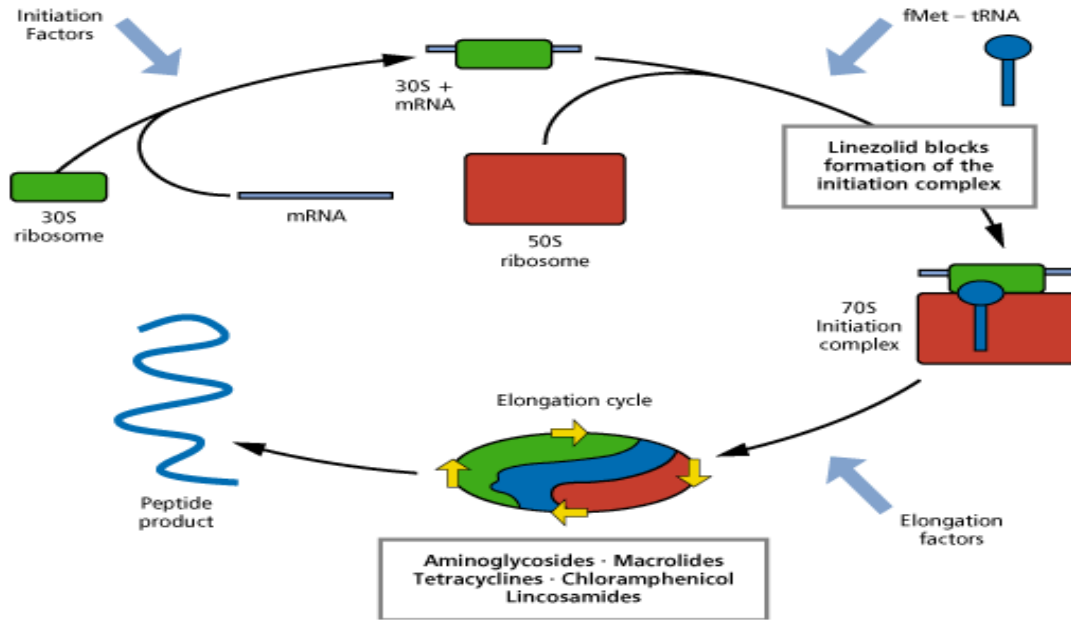 Initiation
Factors
fMet – tRNA
30S +
mRNA
Linezolid blocks
formation of the
initiation complex
30S
ribosome
mRNA
50S
ribosome
70S
Initiation
complex
Elongation cycle
Peptide
product
Elongation
factors
Aminoglycosides · Macrolides
Tetracyclines · Chloramphenicol
Lincosamides